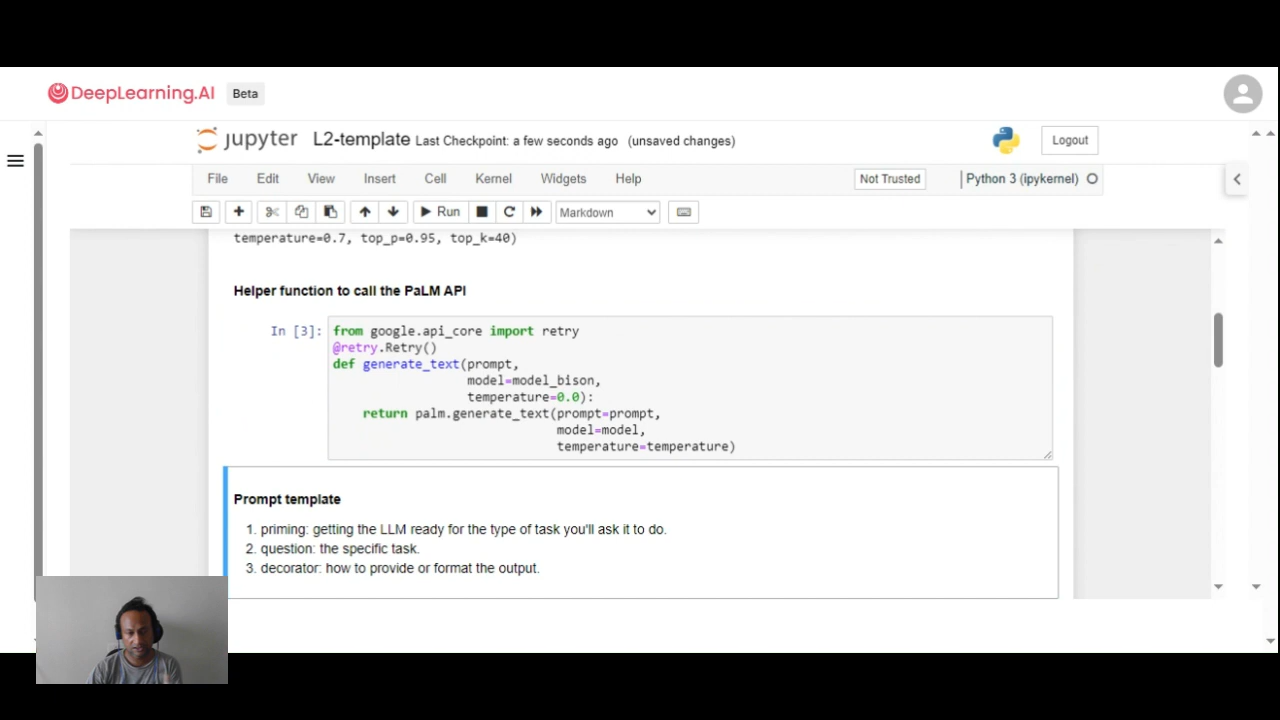 DeepLearning.AI Beta
jupyter L2-template Last Checkpoint: a few seconds ago (unsaved changes)
Logout
File Edit View Insert Cell Kernel Widgets Help
Not Trusted
Python 3 (ipykernel)
Run
Markdown
temperature=0.7, top_p=0.95, top_k=40)
Helper function to call the PaLM API
In [3]:
from google.api_core import retry
@retry.Retry()
def generate_text(prompt,
model=model_bison,
temperature=0.0):
return palm.generate_text(prompt=prompt,
model=model,
temperature=temperature)
Prompt template
1. priming: getting the LLM ready for the type of task you'll ask it to do.
2. question: the specific task.
3. decorator: how to provide or format the output.